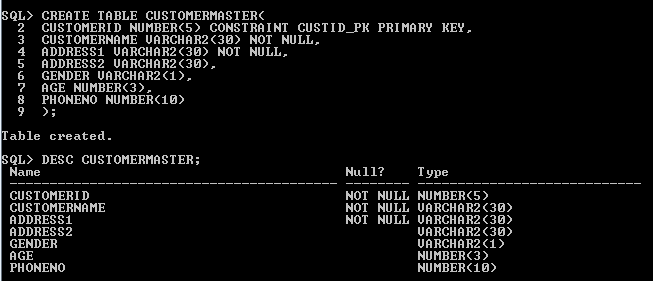 SQL> CREATE TABLE CUSTOMERMASTER(
2 CUSTOMERID NUMBER(5) CONSTRAINT CUSTID_PK PRIMARY KEY,
3 CUSTOMERNAME VARCHAR2(30) NOT NULL,
4 ADDRESS1 VARCHAR2(30) NOT NULL,
5 ADDRESS2 VARCHAR2(30),
6 GENDER VARCHAR2(1),
7 AGE NUMBER(3),
8 PHONENO NUMBER(10)
9 );
Table created.
SQL> DESC CUSTOMERMASTER;
Name Null? Type
----------------------------------------- -------- ----------------------------
CUSTOMERID NOT NULL NUMBER(5)
CUSTOMERNAME NOT NULL VARCHAR2(30)
ADDRESS1 NOT NULL VARCHAR2(30)
ADDRESS2 VARCHAR2(30)
GENDER VARCHAR2(1)
AGE NUMBER(3)
PHONENO NUMBER(10)